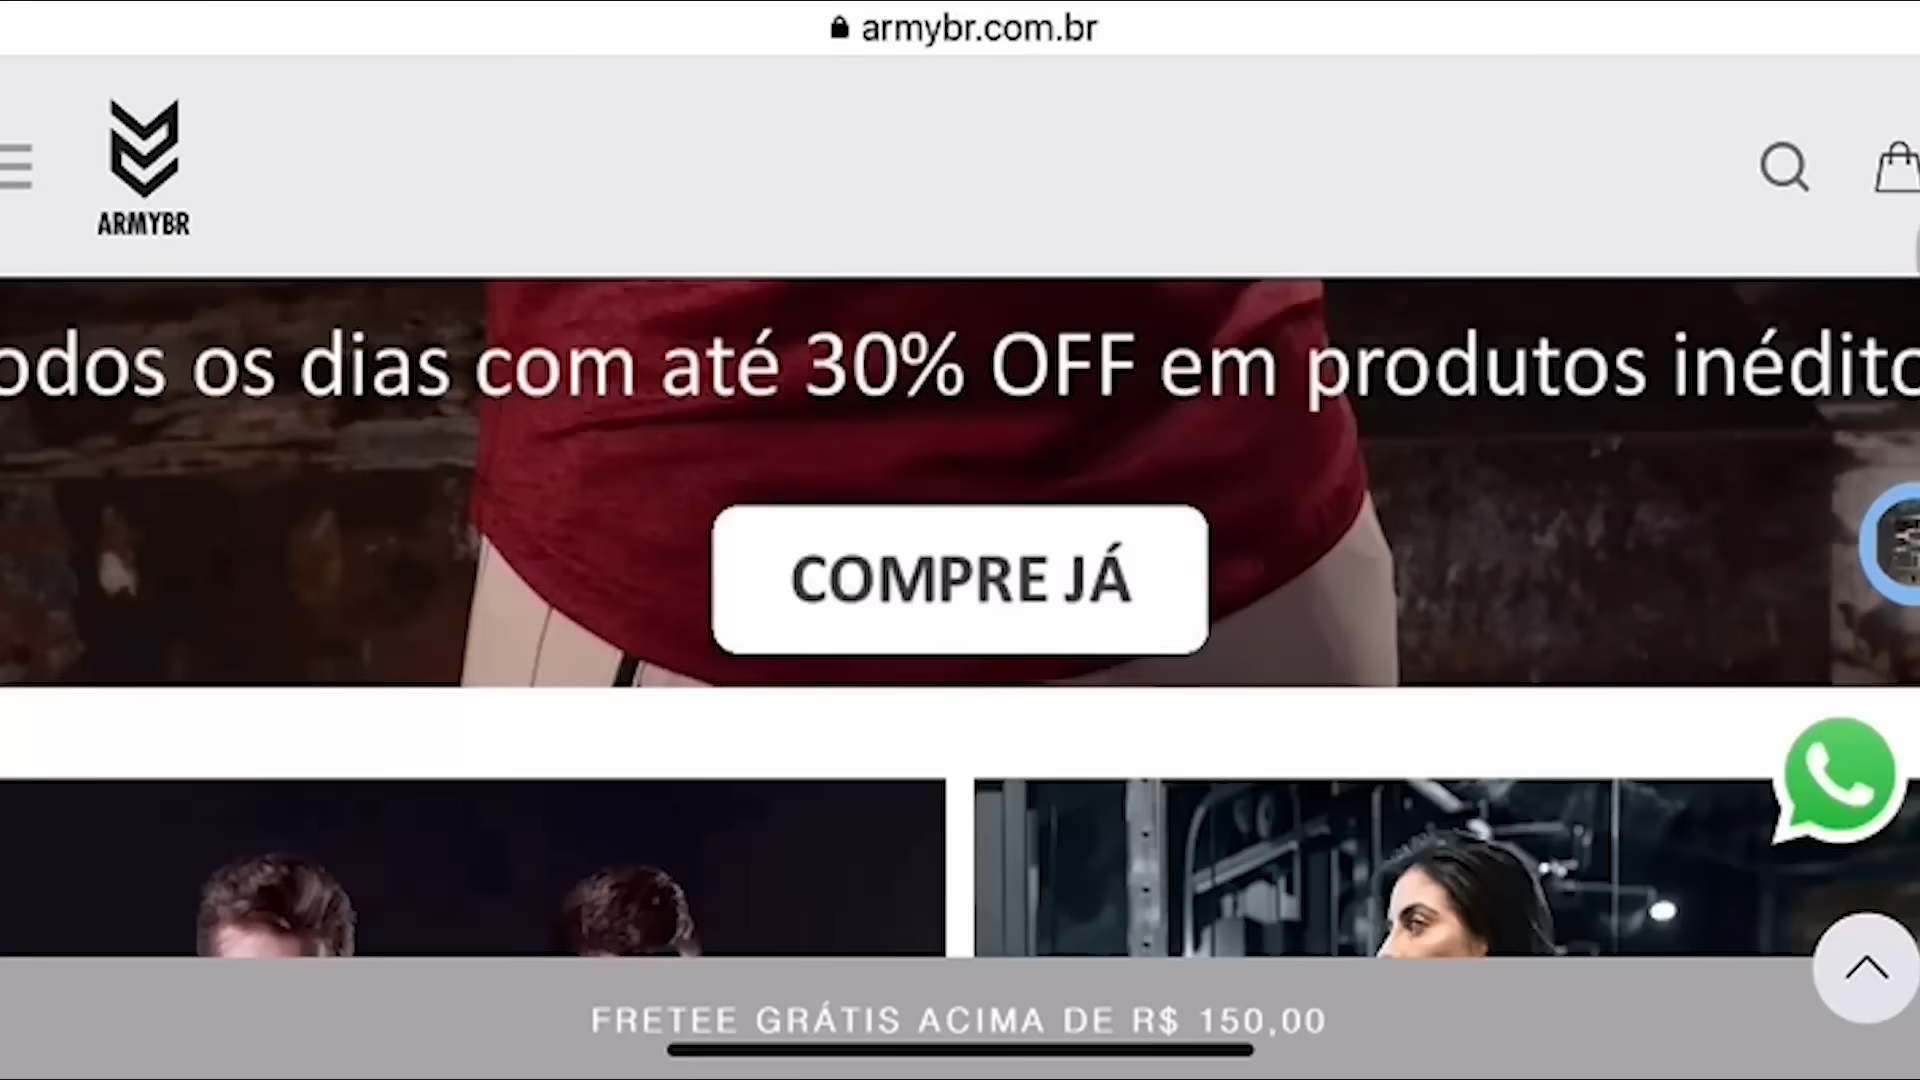 armybr.com.br
ARMYBR
odos os dias com até 30% OFF em produtos inédito
COMPRE JÁ
FRETEE GRÁTIS ACIMA DE R$ 150,00